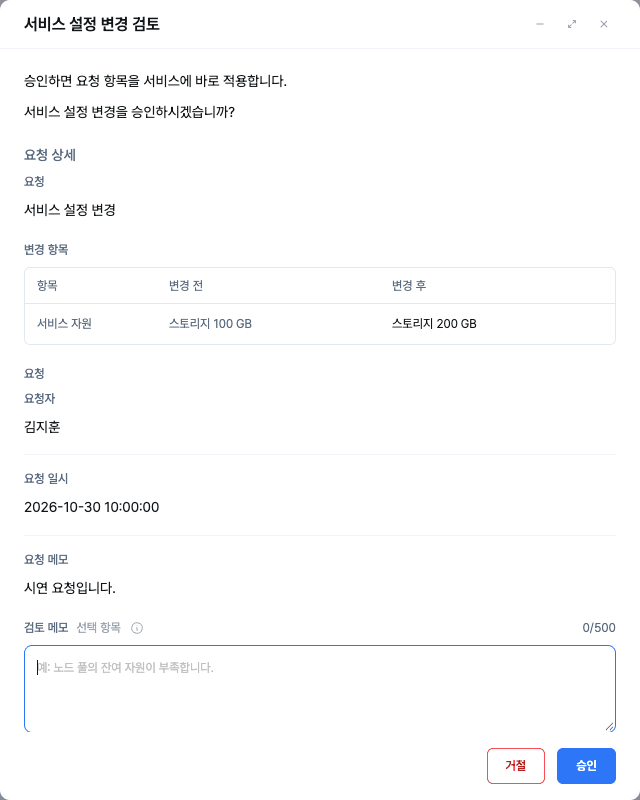 서비스 설정 변경 검토
승인하면 요청 항목을 서비스에 바로 적용합니다.
서비스 설정 변경을 승인하시겠습니까?
요청 상세
요청
서비스 설정 변경
변경 항목
항목 변경 전 변경 후
서비스 자원 스토리지 100 GB 스토리지 200 GB
요청
요청자
김지훈
요청 일시
2026-10-30 10:00:00
요청 메모
시연 요청입니다.
검토 메모 선택 항목 0/500
예: 노드 풀의 잔여 자원이 부족합니다.
거절 승인